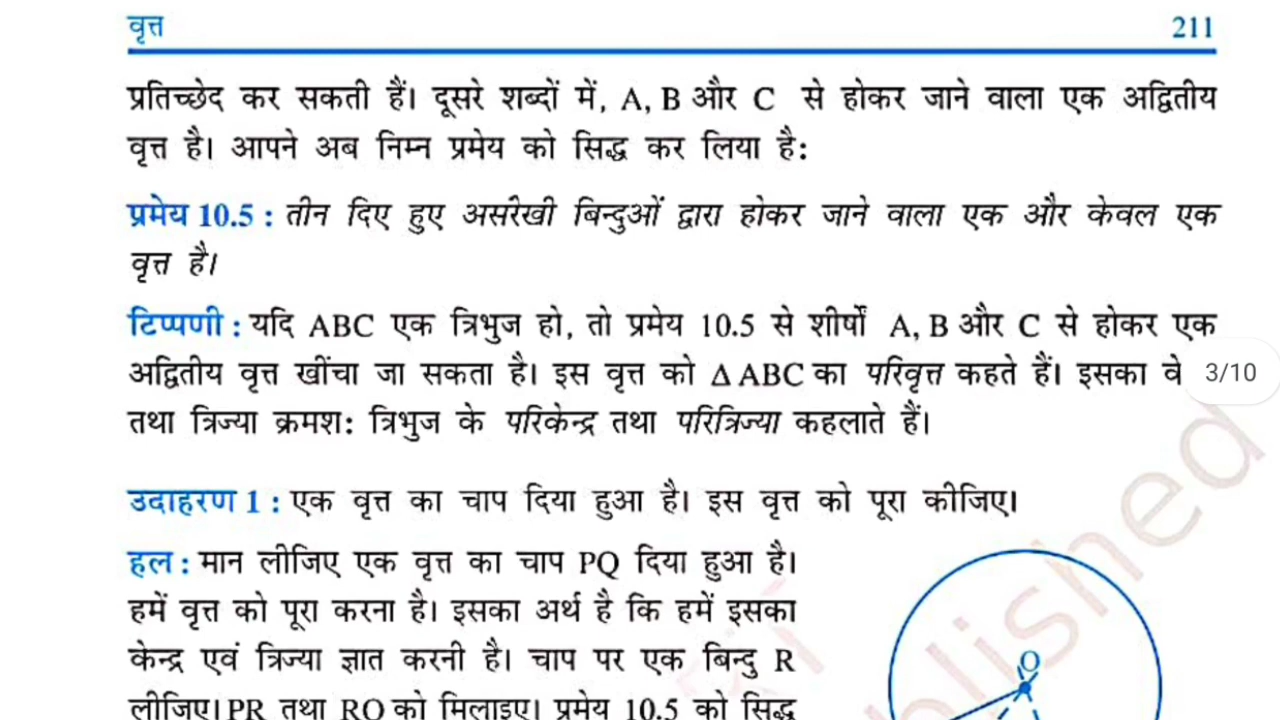 वृत्त 211
प्रतिच्छेद कर सकती हैं। दूसरे शब्दों में, A, B और C से होकर जाने वाला एक अद्वितीय
वृत्त है। आपने अब निम्न प्रमेय को सिद्ध कर लिया है:
प्रमेय 10.5 : तीन दिए हुए असरेखी बिन्दुओं द्वारा होकर जाने वाला एक और केवल एक
वृत्त है।
टिप्पणी : यदि ABC एक त्रिभुज हो, तो प्रमेय 10.5 से शीर्षों A, B और C से होकर एक
अद्वितीय वृत्त खींचा जा सकता है। इस वृत्त को Δ ABC का परिवृत्त कहते हैं। इसका
3/10
तथा त्रिज्या क्रमश: त्रिभुज के परिकेन्द्र तथा परित्रिज्या कहलाते हैं।
उदाहरण 1 : एक वृत्त का चाप दिया हुआ है। इस वृत्त को पूरा कीजिए।
हल : मान लीजिए एक वृत्त का चाप PQ दिया हुआ है।
हमें वृत्त को पूरा करना है। इसका अर्थ है कि हमें इसका
केन्द्र एवं त्रिज्या ज्ञात करनी है। चाप पर एक बिन्दु R
लीजिए। PR तथा RQ को मिलाइए। प्रमेय 10.5 को सिद्ध
O